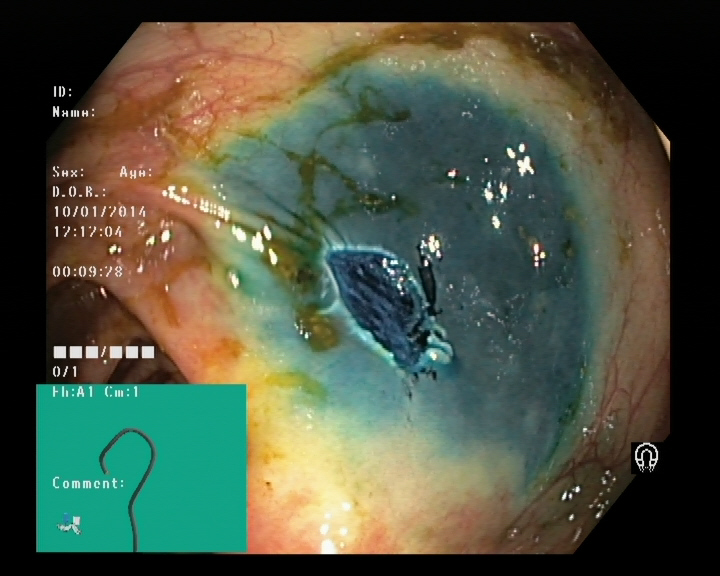 ID:
Name:
Sex: Age:
D.O.B.:
10/01/2014
12:12:04
00:09:28
■■■/■■■
0/1
Eh:A1 Cm:1
Comment: